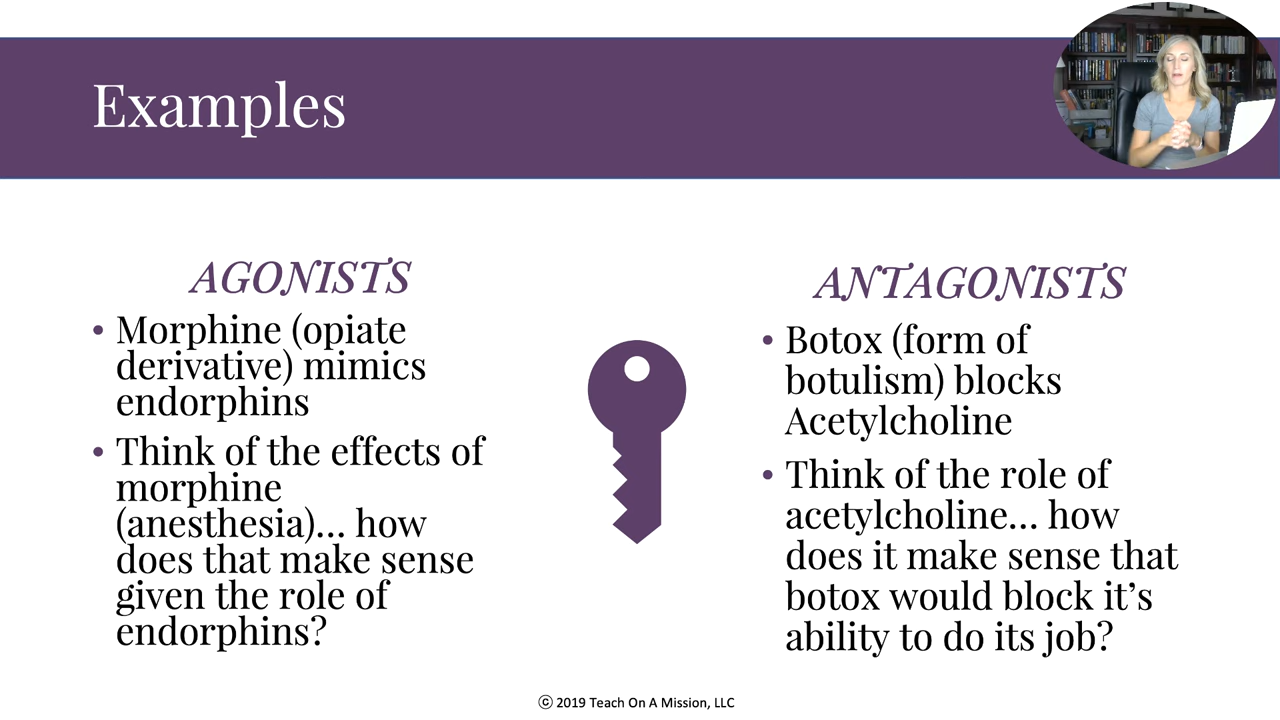 Examples
AGONISTS
• Morphine (opiate
derivative) mimics
endorphins
• Think of the effects of
morphine
(anesthesia)... how
does that make sense
given the role of
endorphins?
ANTAGONISTS
• Botox (form of
botulism) blocks
Acetylcholine
• Think of the role of
acetylcholine... how
does it make sense that
botox would block it’s
ability to do its job?
© 2019 Teach On A Mission, LLC